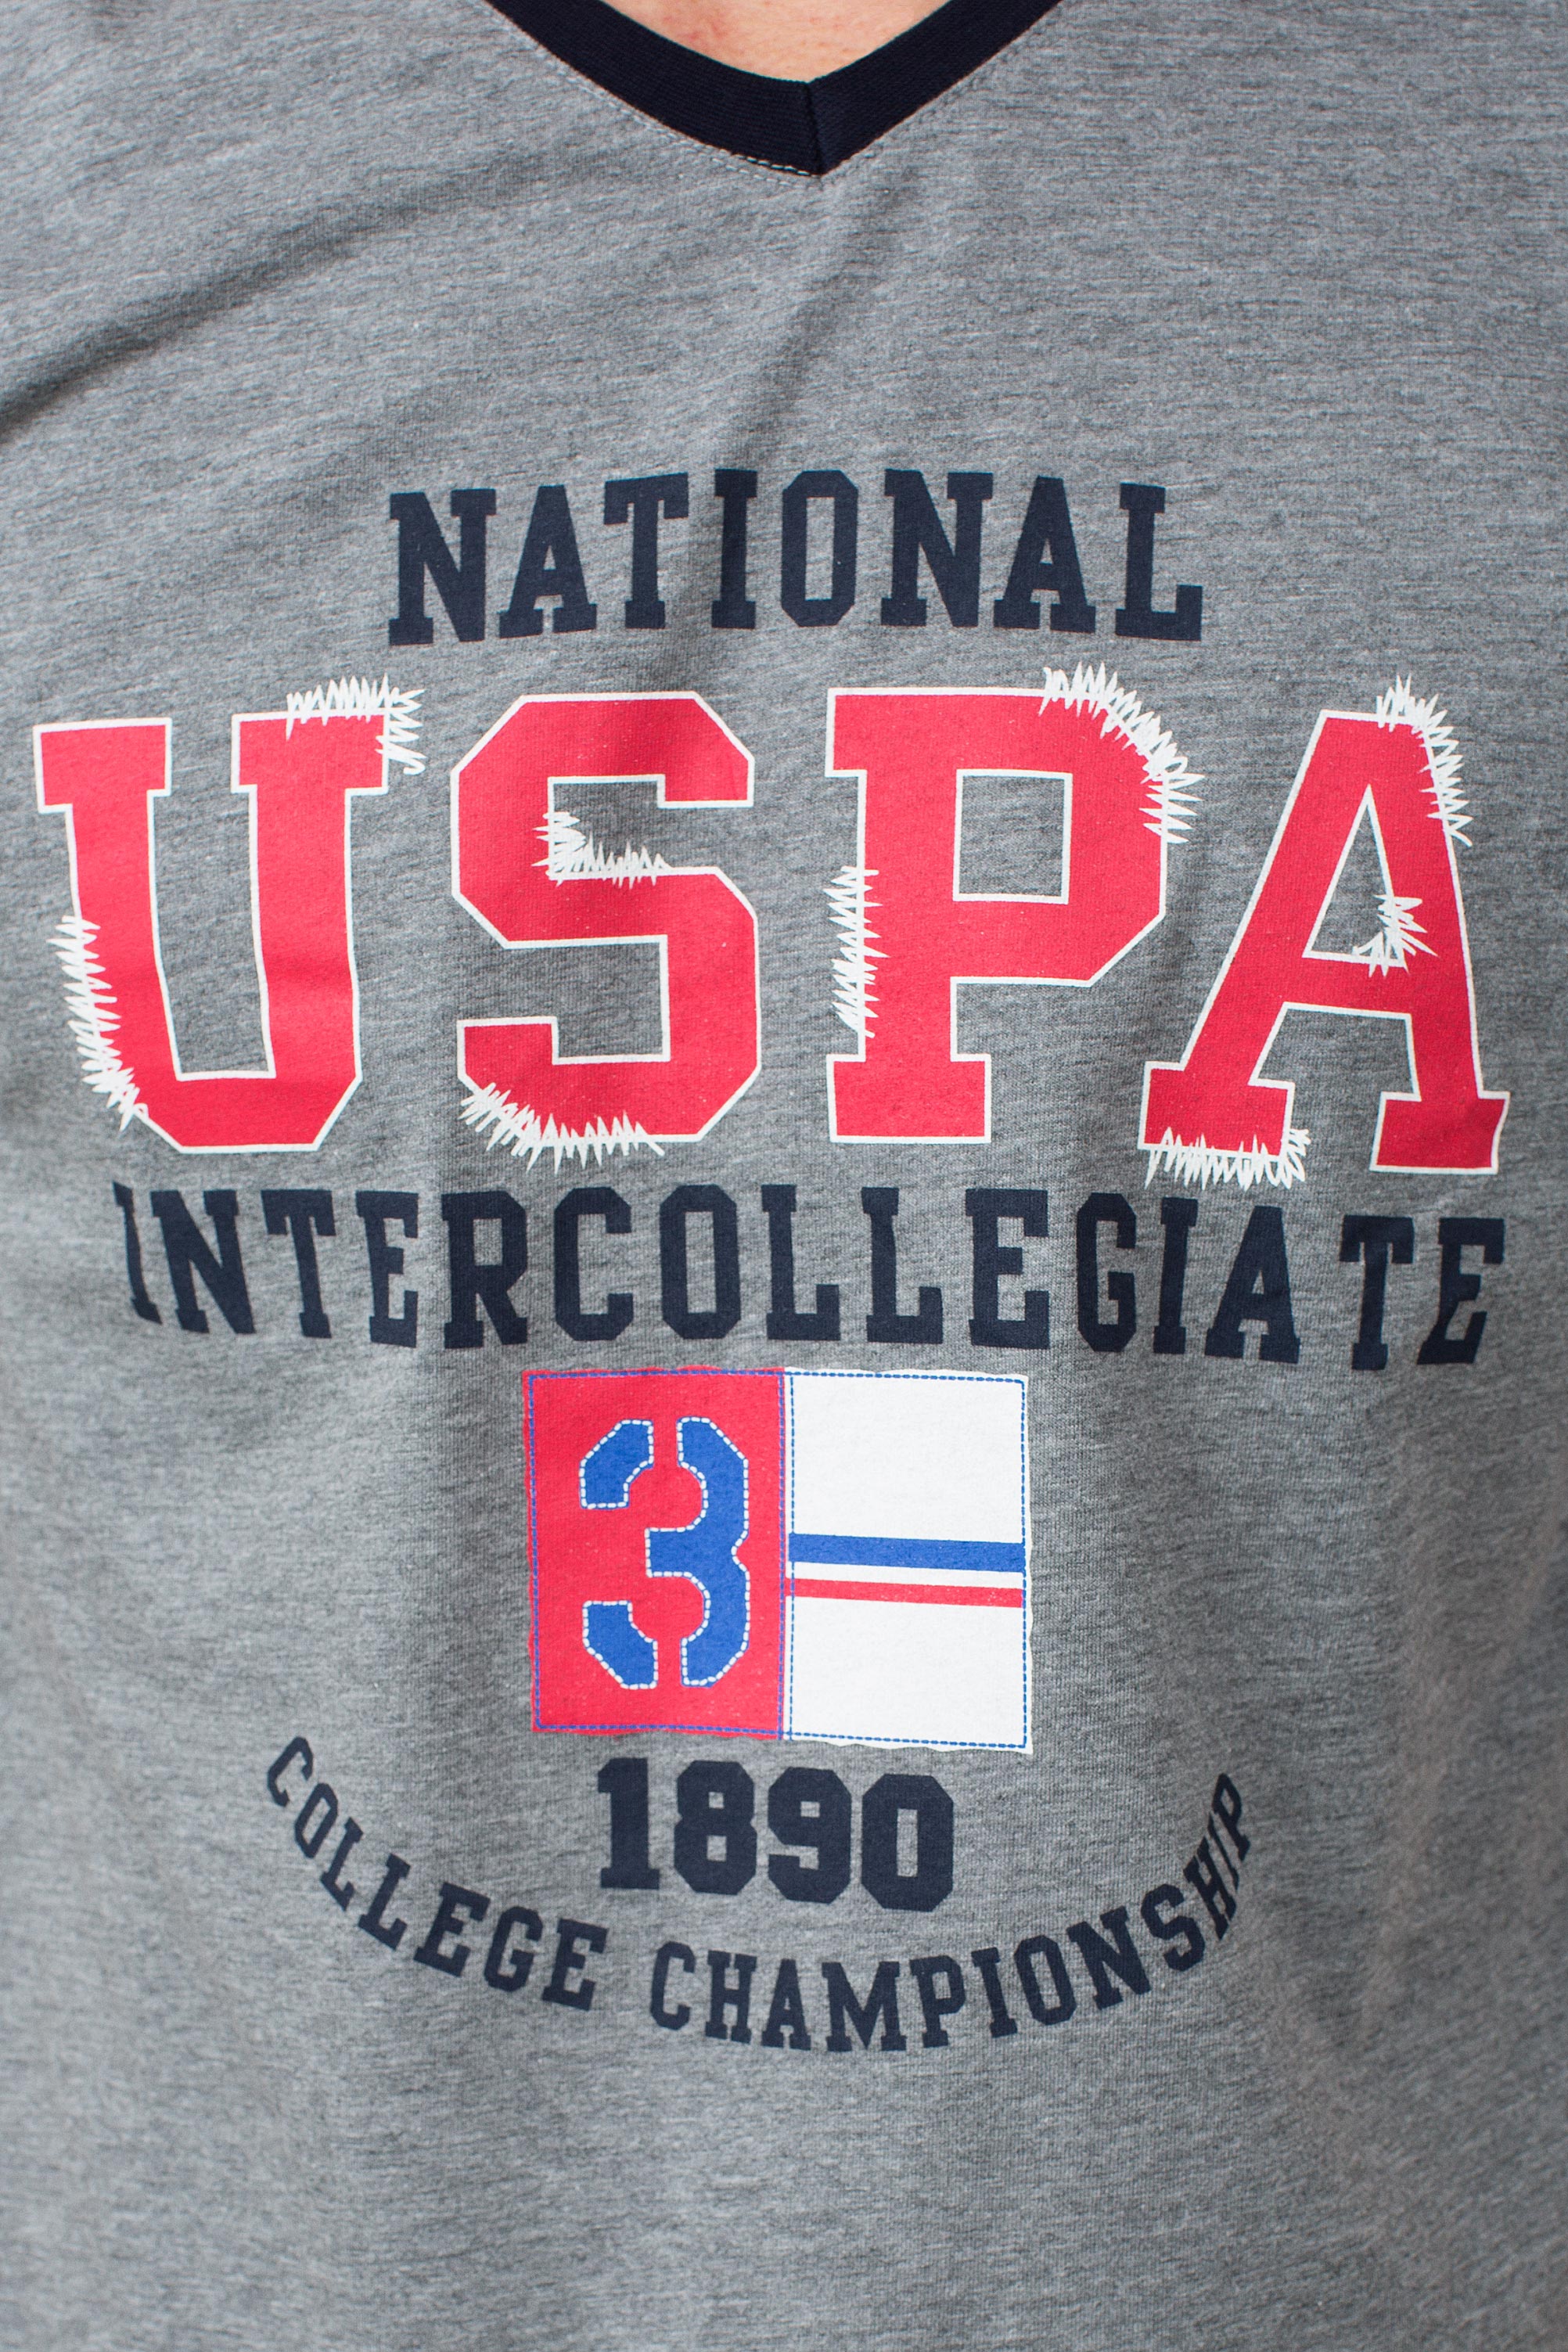 NATIONAL
USPA
INTERCOLLEGIATE
3
1890
COLLEGE CHAMPIONSHIP